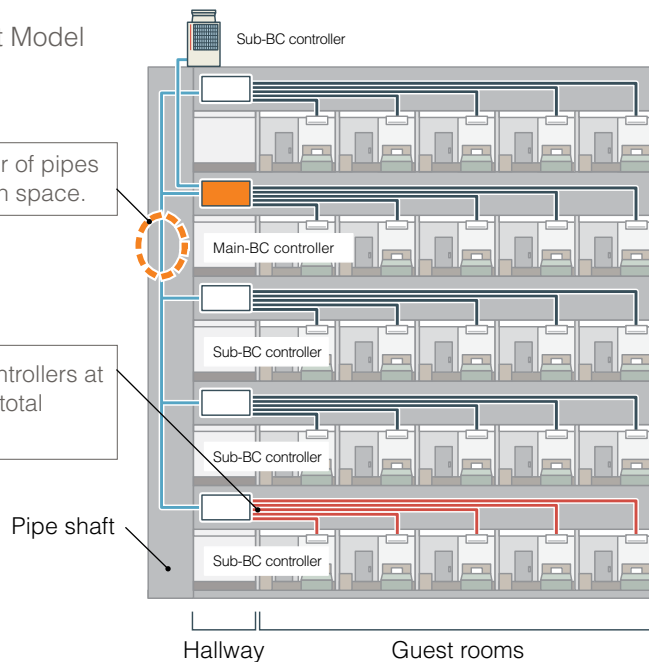 t Model
Sub-BC controller
er of pipes
n space.
Main-BC controller
Sub-BC controller
ntrollers at
total
Sub-BC controller
Pipe shaft
Sub-BC controller
Hallway
Guest rooms